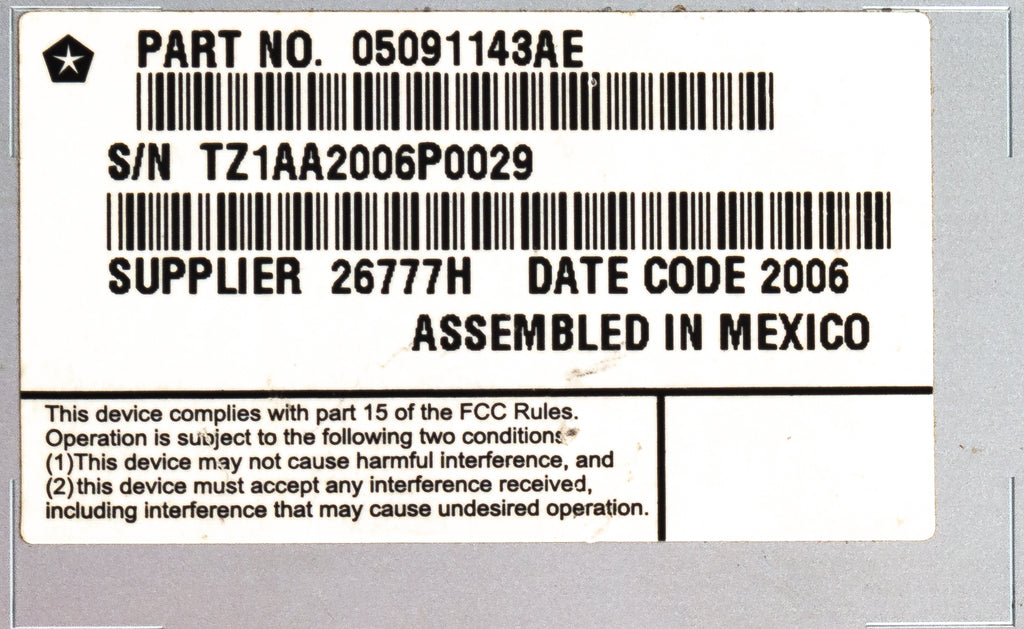 PART NO. 05091143AE
S/N TZ1AA2006P0029
SUPPLIER 26777H DATE CODE 2006
ASSEMBLED IN MEXICO
This device complies with part 15 of the FCC Rules.
Operation is subject to the following two conditions
(1)This device may not cause harmful interference, and
(2)this device must accept any interference received,
including interference that may cause undesired operation.